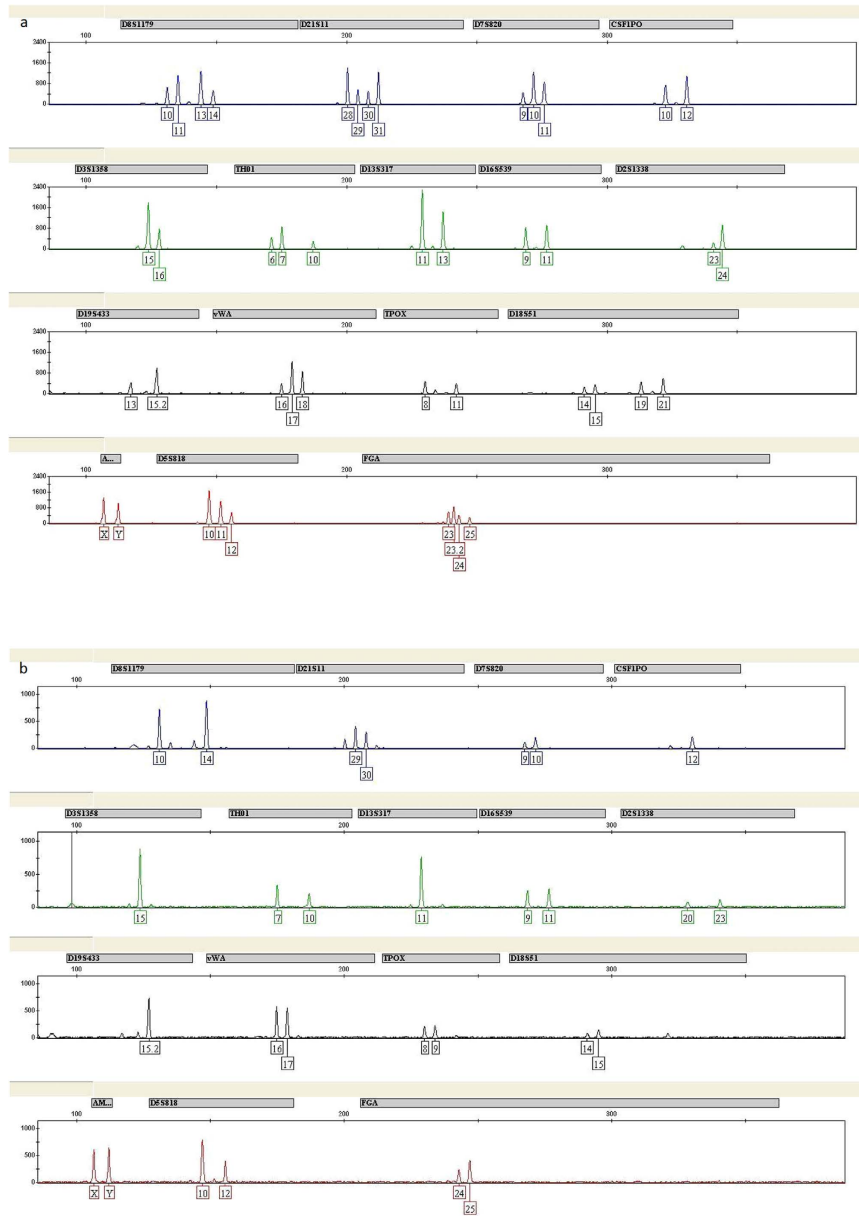 a
D8S1179 D21S11 D7S820 CSF1PO
100 200 300
2400
1600
800
0
10 13 14 28 30 9 10 10 12
11 29 31 11
D3S1358 TH01 D13S317 D16S539 D2S1338
100 200 300
2400
1600
800
0
15 6 7 10 11 13 9 11 23
16 24
D19S433 vWA TPOX D18S51
100 200 300
2400
1600
800
0
13 15.2 16 18 8 11 14 19 21
17 15
A... D5S818 FGA
100 200 300
2400
1600
800
0
X Y 10 11 23 25
12 23.2
24
b
D8S1179 D21S11 D7S820 CSF1PO
100 200 300
1000
500
0
10 14 29 9 10 12
30
D3S1358 TH01 D13S317 D16S539 D2S1338
100 200 300
1000
500
0
15 7 10 11 9 11 20 23
D19S433 vWA TPOX D18S51
100 200 300
1000
500
0
15.2 16 8 9 14
17 15
AM... D5S818 FGA
100 200 300
1000
500
0
X Y 10 12 24
25